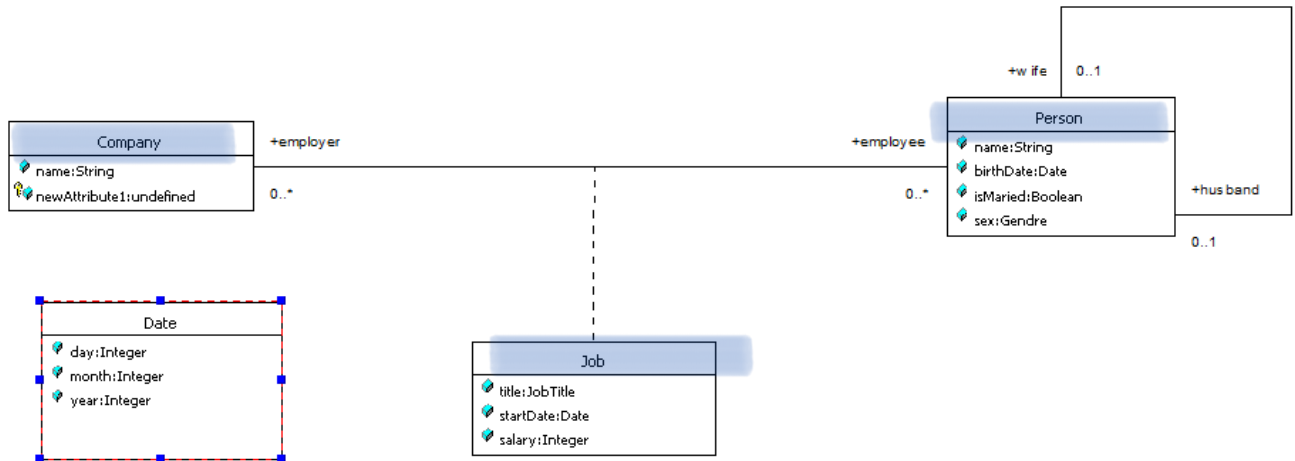 +wife 0..1
Company
name:String
newAttribute1:undefined
+employer
0..*
+employee
0..*
Person
name:String
birthDate:Date
isMaried:Boolean
sex:Gendre
+husband
0..1
Date
day:Integer
month:Integer
year:Integer
Job
title:JobTitle
startDate:Date
salary:Integer